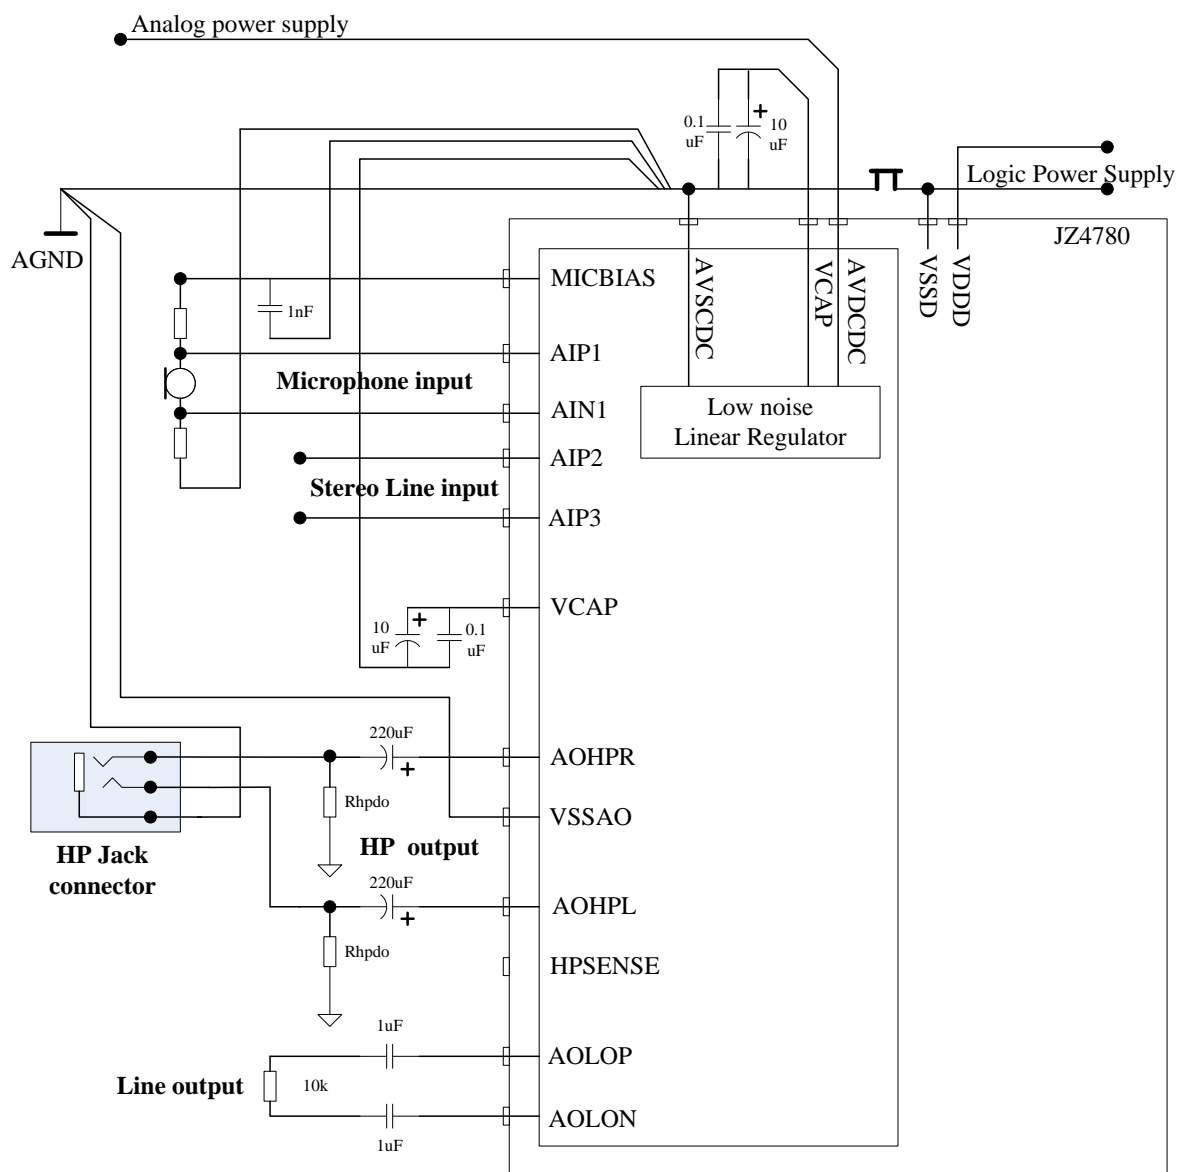 Analog power supply
0.1
uF
+
10
uF
Logic Power Supply
JZ4780
AGND
AVSCDC
VCAP
AVDCDC
VSSD
VDDD
MICBIAS
1nF
AIP1
Microphone input
AIN1
Low noise
Linear Regulator
AIP2
Stereo Line input
AIP3
VCAP
10
uF
+
0.1
uF
220uF
+
AOHPR
Rhpdo
VSSAO
HP Jack
connector
HP output
220uF
+
AOHPL
Rhpdo
HPSENSE
1uF
AOLOP
Line output
10k
AOLON
1uF